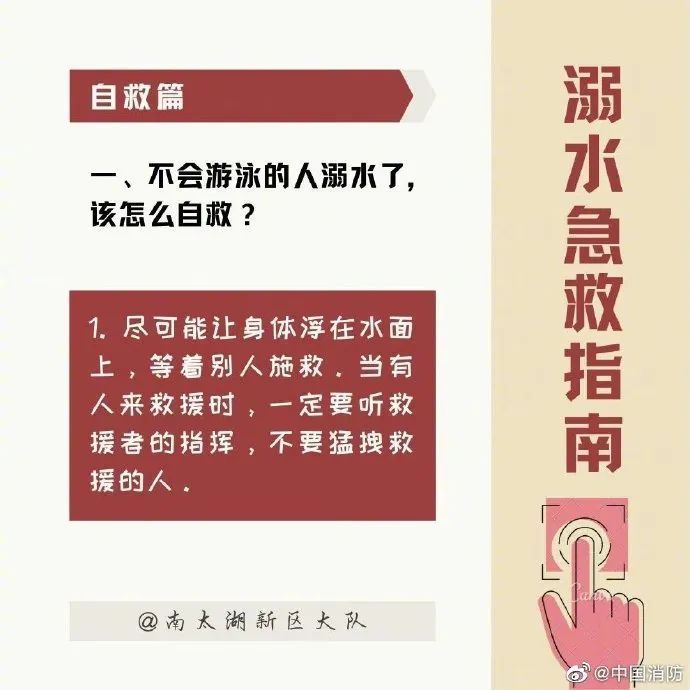 自救篇
一、不会游泳的人溺水了,
该怎么自救？
1. 尽可能让身体浮在水面
上，等着别人施救．当有
人来救援时，一定要听救
援者的指挥，不要猛拽救
援的人．
@南太湖新区大队
溺水急救指南
Canva
@中国消防